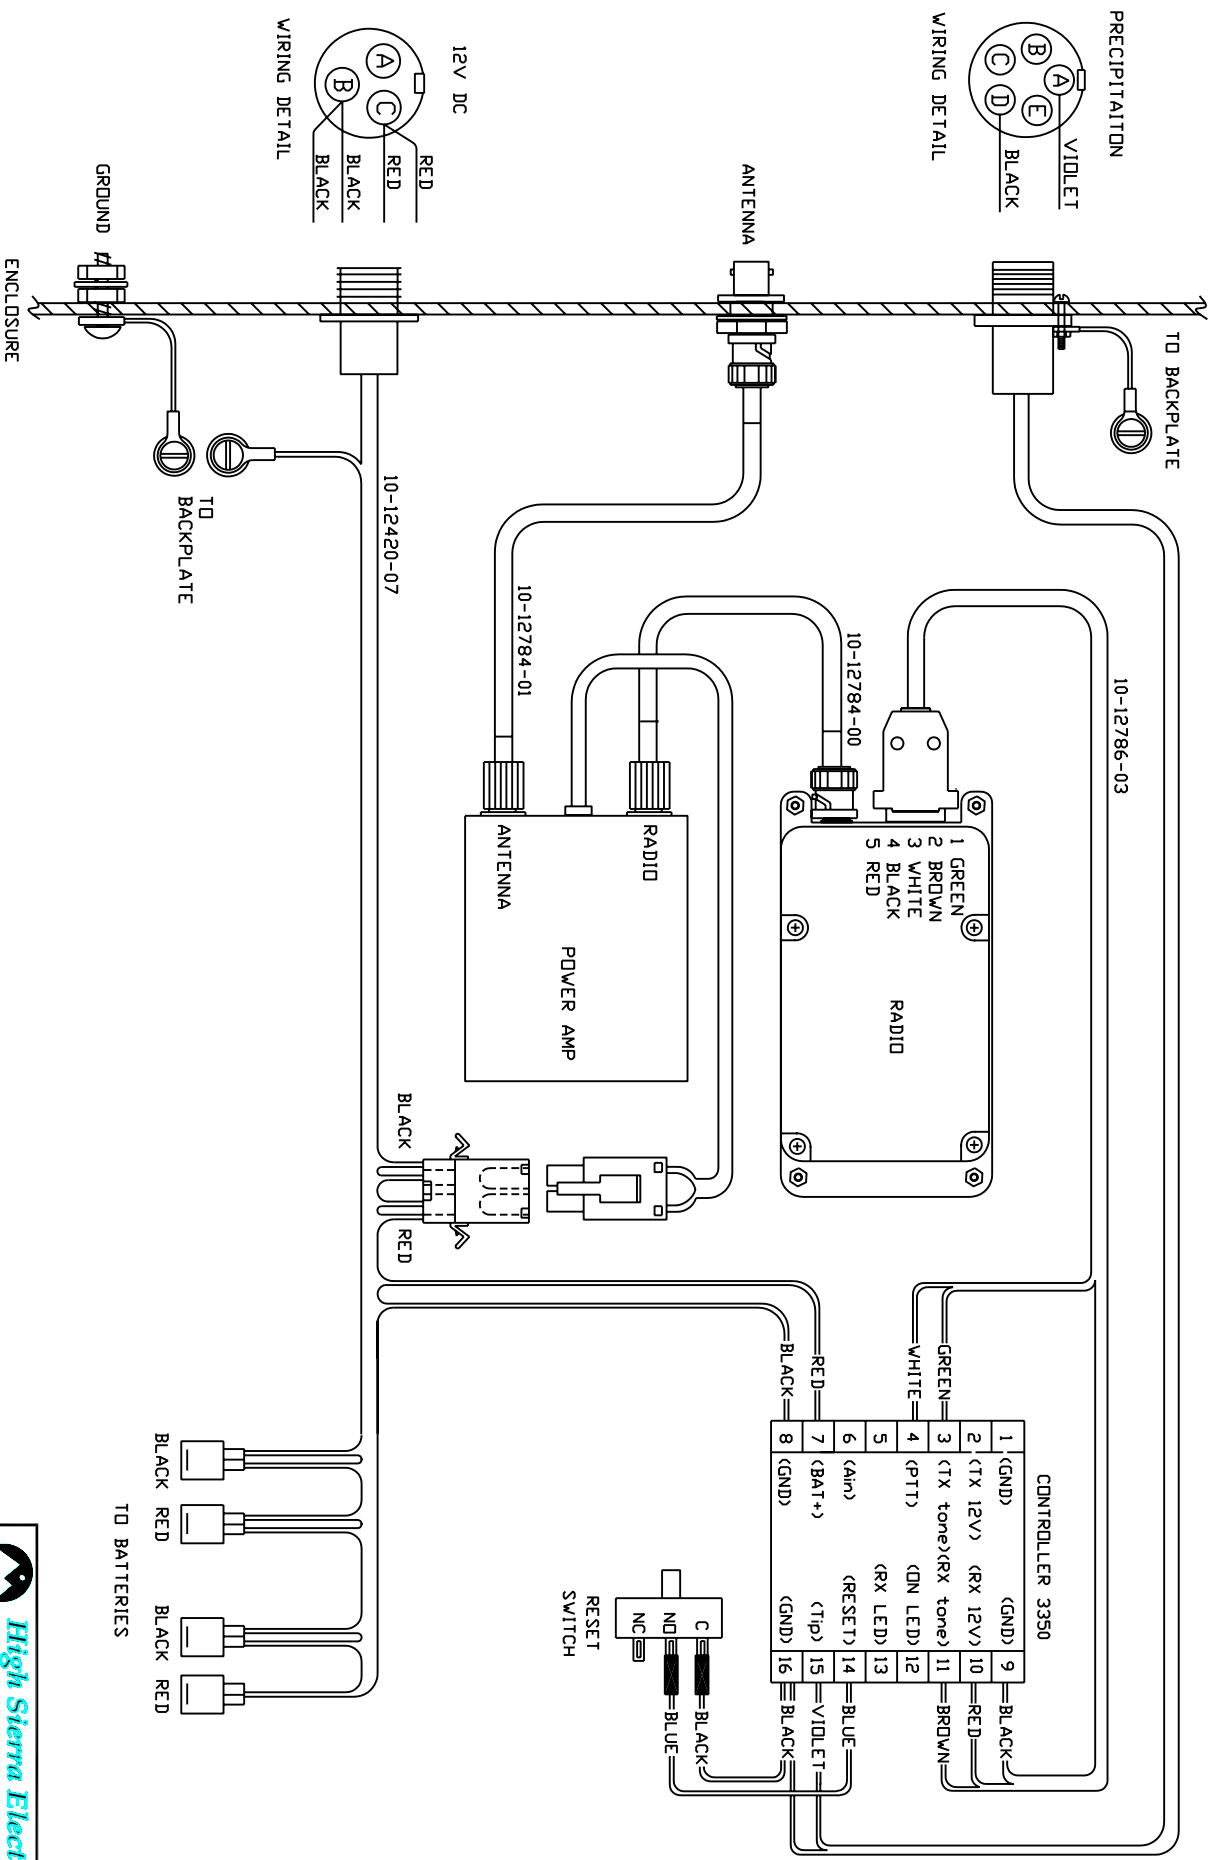 PRECIPITAITON
WIRING DETAIL
A
B
C
D
E
VIOLET
BLACK
12V DC
WIRING DETAIL
A
B
C
RED
RED
BLACK
BLACK
ANTENNA
GROUND
ENCLOSURE
TO BACKPLATE
TO
BACKPLATE
10-12420-07
10-12784-01
10-12784-00
10-12786-03
1 GREEN
2 BROWN
3 WHITE
4 BLACK
5 RED
RADIO
RADIO
ANTENNA
POWER AMP
BLACK
RED
GREEN
WHITE
RED
BLACK
CONTROLLER 3350
1 (GND) (GND) 9
2 (TX 12V) (RX 12V) 10
3 (TX tone)(RX tone) 11
4 (PTT) (ON LED) 12
5 (RX LED) 13
6 (Ain) (RESET) 14
7 (BAT+) (Tip) 15
8 (GND) (GND) 16
BLACK
RED
BROWN
BLUE
VIOLET
BLACK
C
NO
NC
BLACK
BLUE
RESET
SWITCH
BLACK
RED
BLACK
RED
TO BATTERIES
High Sierra Elect